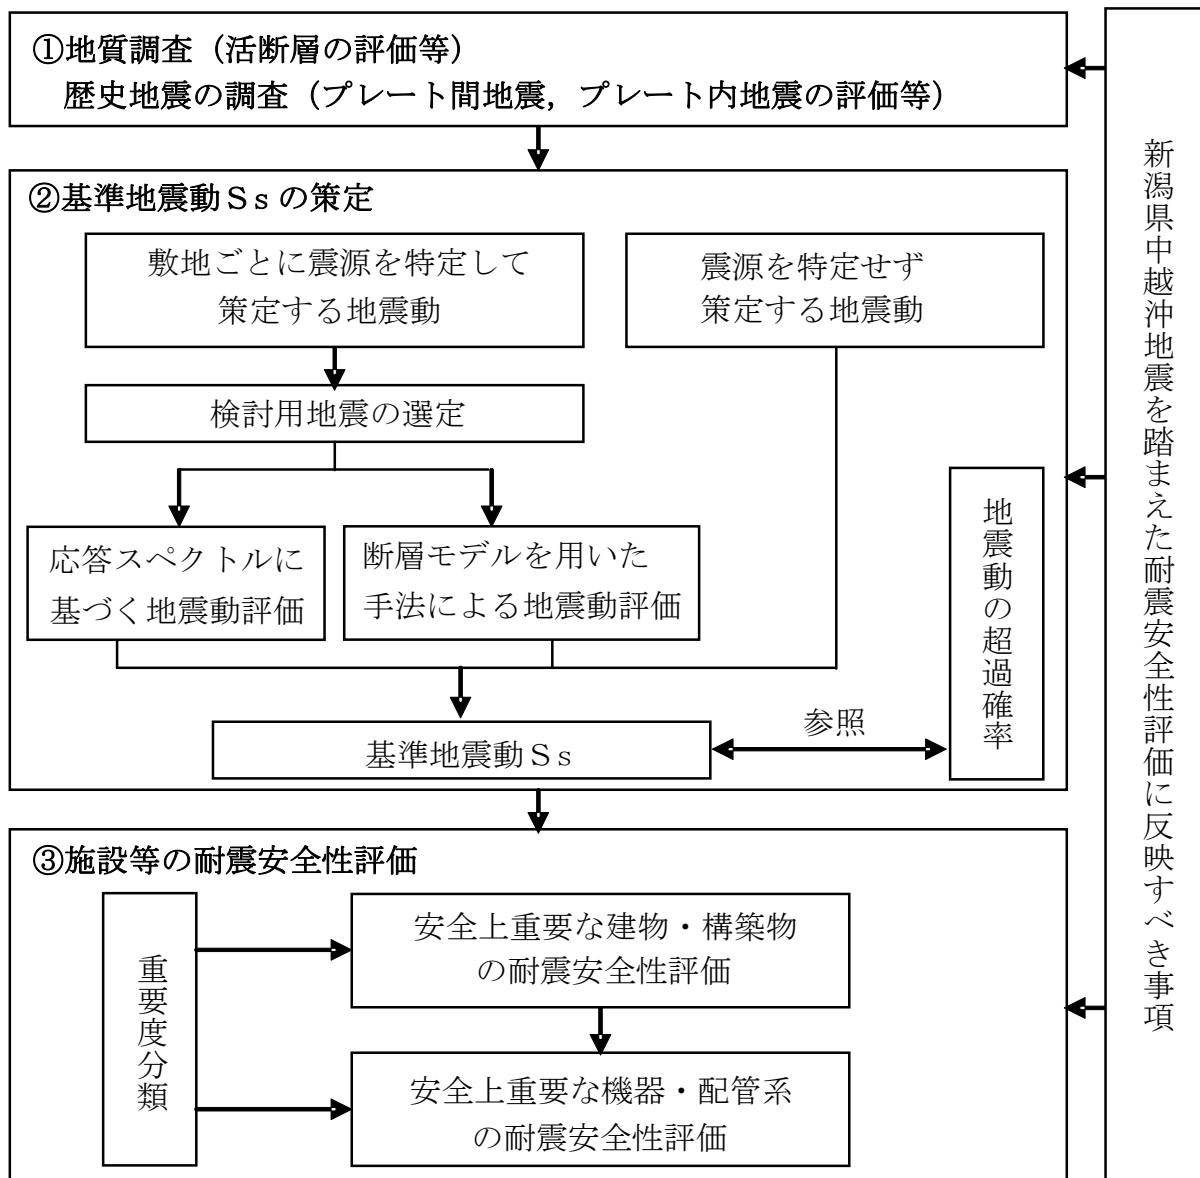 ①地質調査（活断層の評価等）
歴史地震の調査（プレート間地震，プレート内地震の評価等）
②基準地震動Ｓｓの策定
敷地ごとに震源を特定して
策定する地震動
震源を特定せず
策定する地震動
検討用地震の選定
応答スペクトルに
基づく地震動評価
断層モデルを用いた
手法による地震動評価
地震動の超過確率
参照
基準地震動Ｓｓ
③施設等の耐震安全性評価
重要度分類
安全上重要な建物・構築物
の耐震安全性評価
安全上重要な機器・配管系
の耐震安全性評価
新潟県中越沖地震を踏まえた耐震安全性評価に反映すべき事項